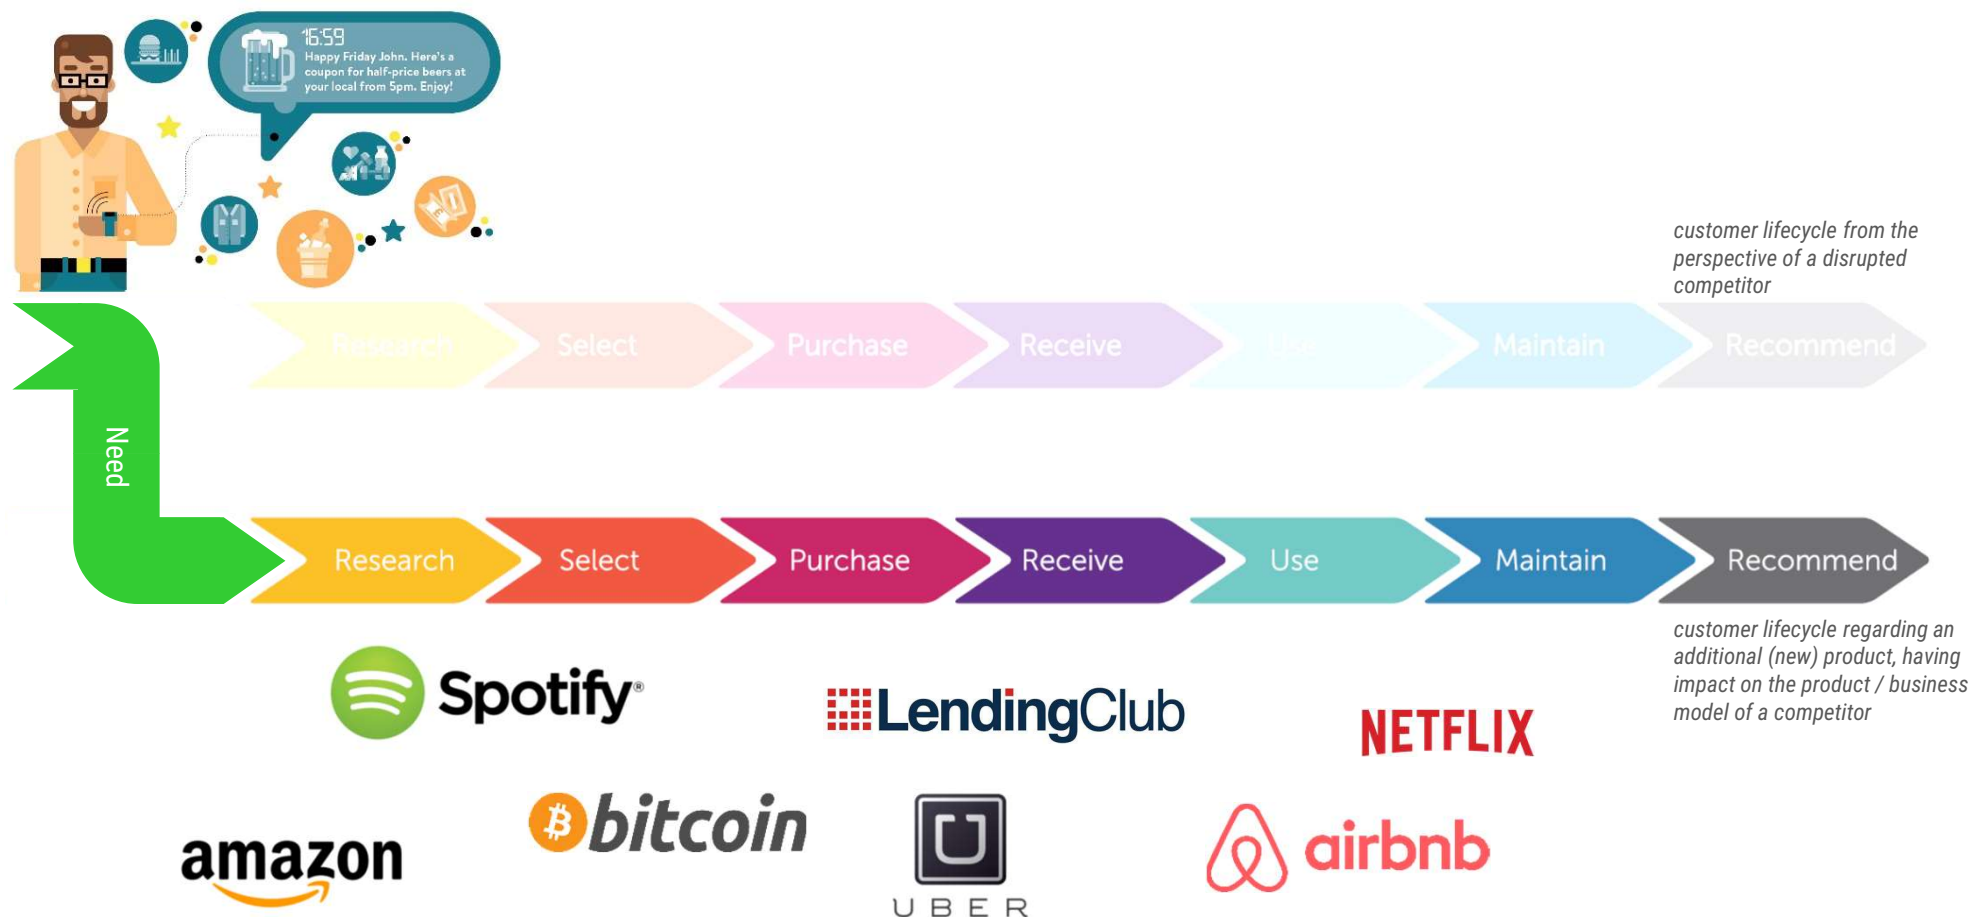 16:59
Happy Friday John. Here's a
coupon for half-price beers at
your local from 5pm. Enjoy!
customer lifecycle from the
perspective of a disrupted
competitor
Research
Select
Purchase
Receive
Use
Maintain
Recommend
Need
Research
Select
Purchase
Receive
Use
Maintain
Recommend
customer lifecycle regarding an
additional (new) product, having
impact on the product / business
model of a competitor
Spotify®
LendingClub
NETFLIX
amazon
bitcoin
UBER
airbnb